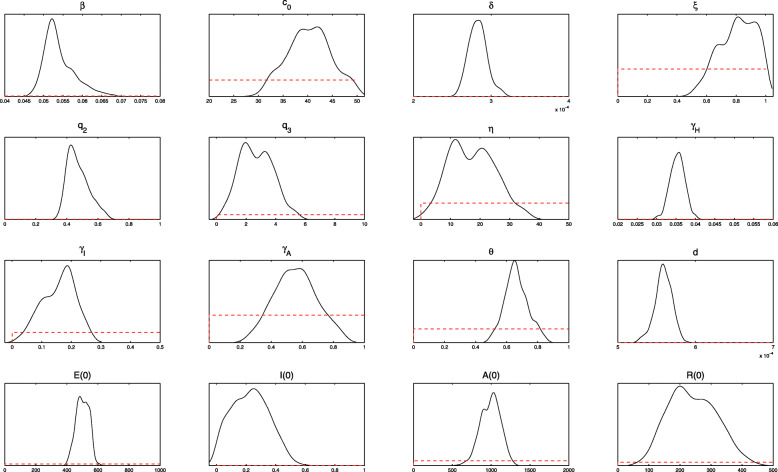 β c₀ δ ξ
0.04 0.045 0.05 0.055 0.06 0.065 0.07 0.075 0.08 20 25 30 35 40 45 50 2 3 4 0 0.2 0.4 0.6 0.8 1
x 10⁻⁴
q₂ q₃ η γH
0 0.2 0.4 0.6 0.8 1 0 2 4 6 8 10 0 10 20 30 40 50 0.02 0.025 0.03 0.035 0.04 0.045 0.05 0.055 0.06
γI γA θ d
0 0.1 0.2 0.3 0.4 0.5 0 0.2 0.4 0.6 0.8 1 0 0.2 0.4 0.6 0.8 1 5 6 7
x 10⁻⁴
E(0) I(0) A(0) R(0)
0 200 400 600 800 1000 0 0.2 0.4 0.6 0.8 1 0 500 1000 1500 2000 0 100 200 300 400 500